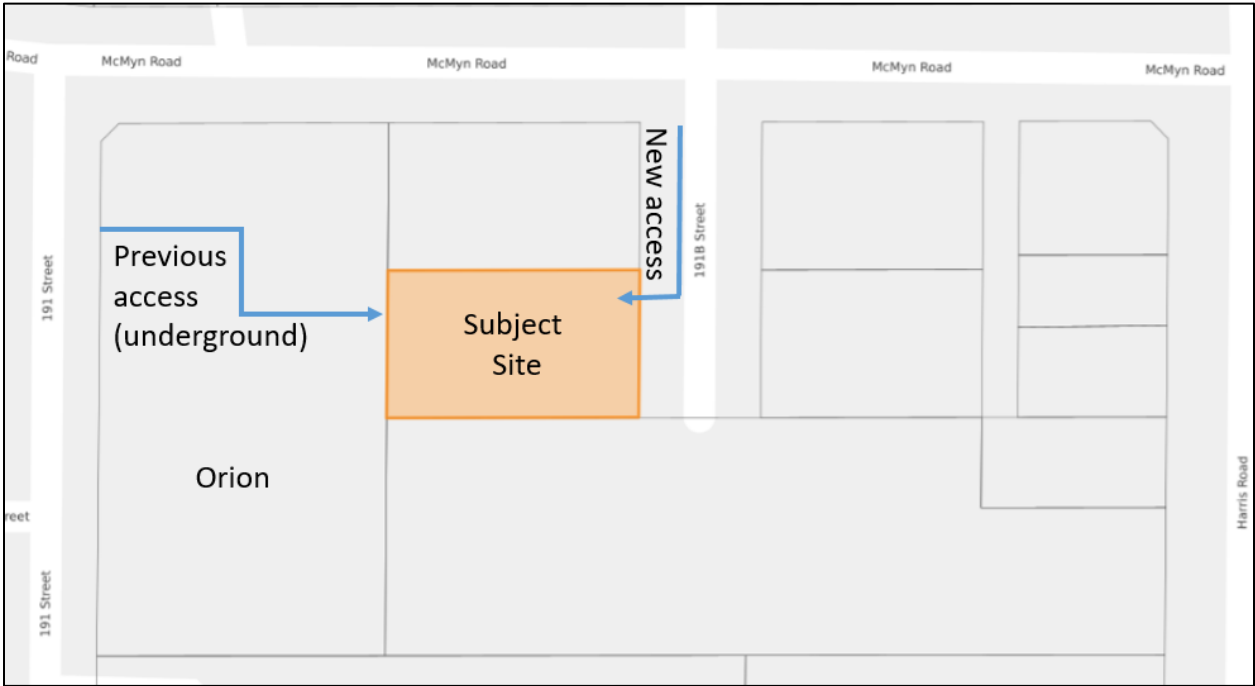 Road
McMyn Road
McMyn Road
McMyn Road
McMyn Road
New access
191B Street
191 Street
Previous
access
(underground)
Subject
Site
Orion
reet
Harris Road
191 Street